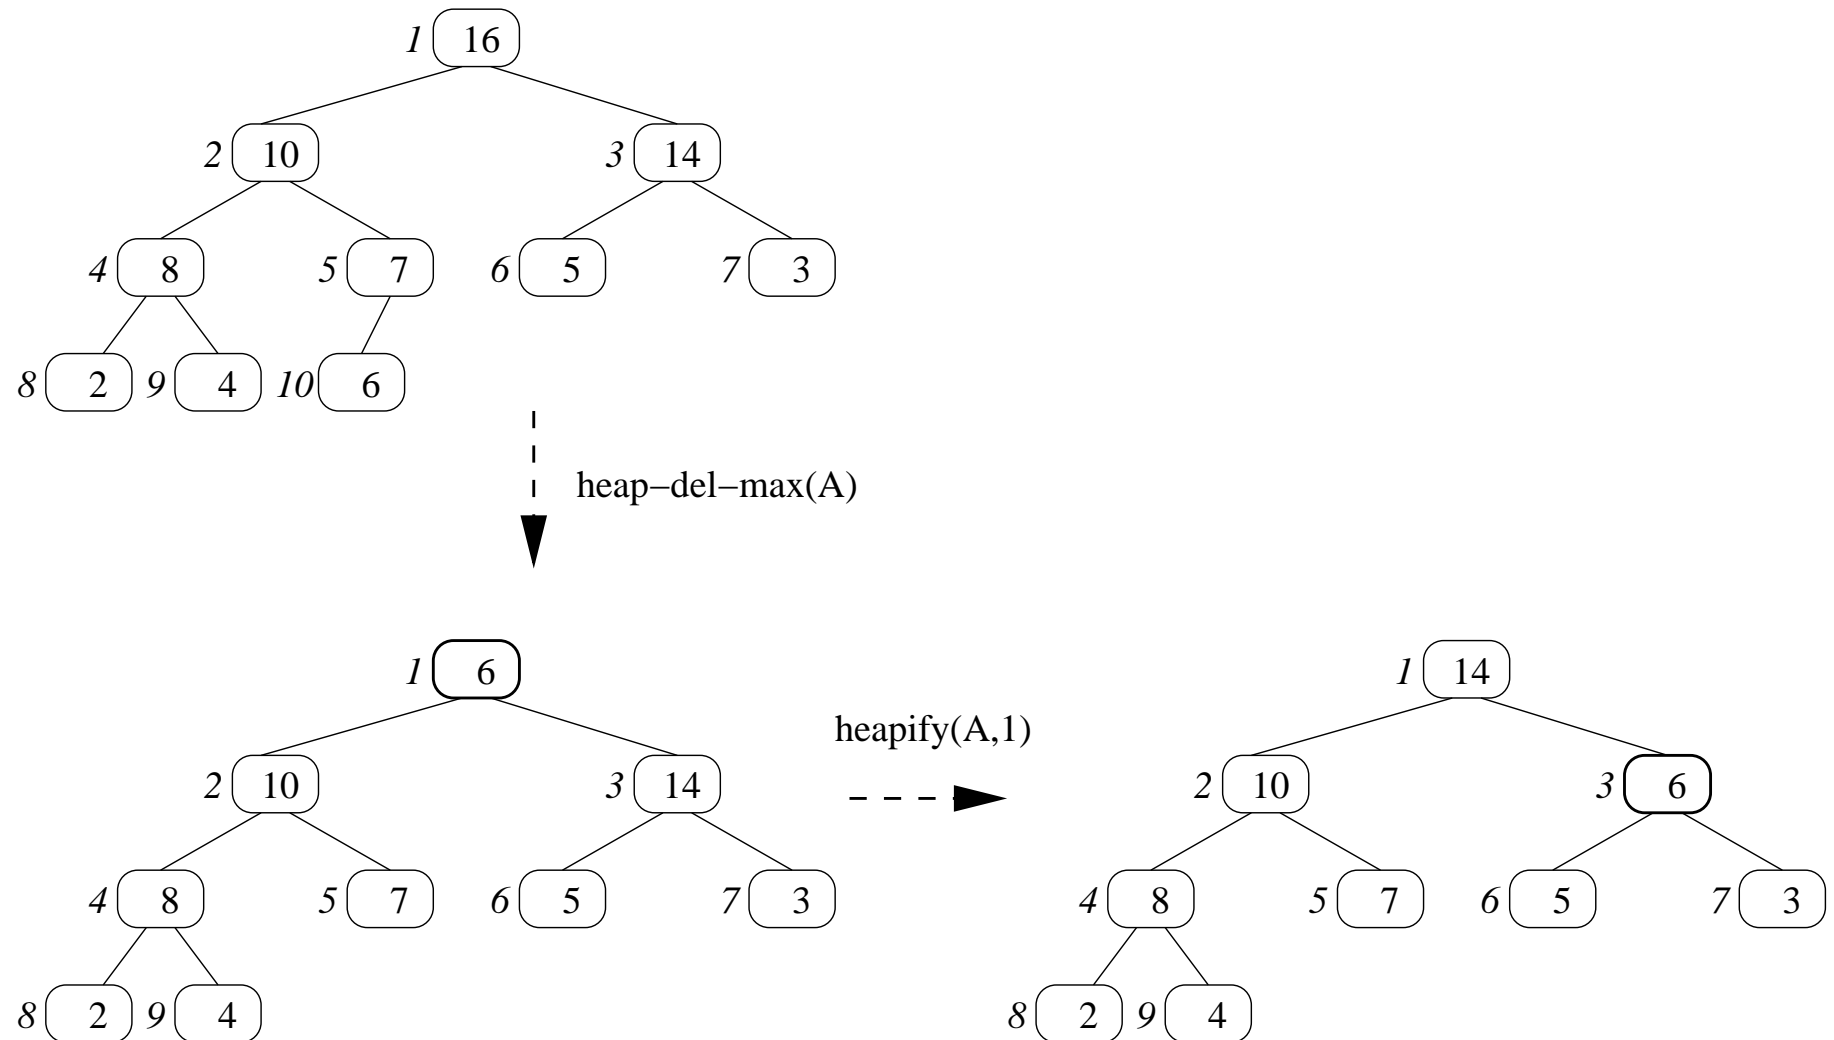 1 16
2 10 3 14
4 8 5 7 6 5 7 3
8 2 9 4 10 6
heap−del−max(A)
1 6 1 14
heapify(A,1)
2 10 3 14 2 10 3 6
4 8 5 7 6 5 7 3 4 8 5 7 6 5 7 3
8 2 9 4 8 2 9 4